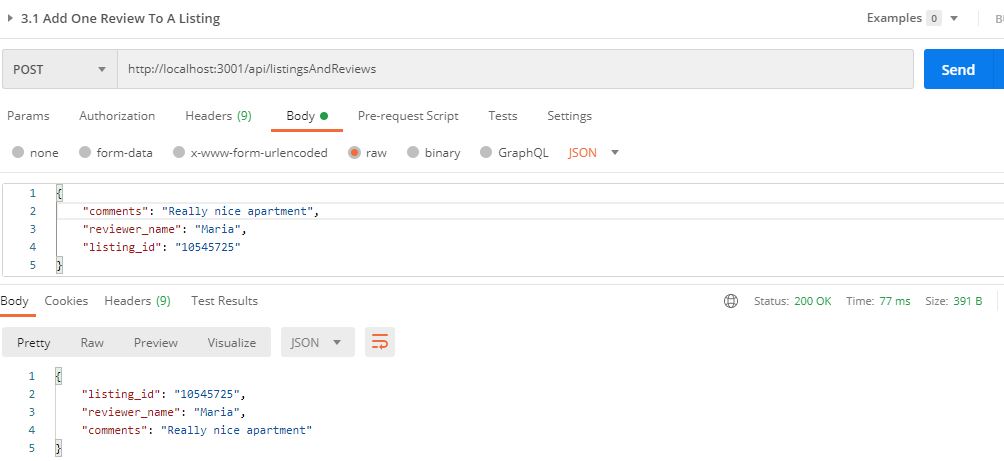 3.1 Add One Review To A Listing Examples 0
POST http://localhost:3001/api/listingsAndReviews Send
Params Authorization Headers (9) Body Pre-request Script Tests Settings
none form-data x-www-form-urlencoded raw binary GraphQL JSON
1 {
2 "comments": "Really nice apartment",
3 "reviewer_name": "Maria",
4 "listing_id": "10545725"
5 }
Body Cookies Headers (9) Test Results Status: 200 OK Time: 77 ms Size: 391 B
Pretty Raw Preview Visualize JSON
1 {
2 "listing_id": "10545725",
3 "reviewer_name": "Maria",
4 "comments": "Really nice apartment"
5 }